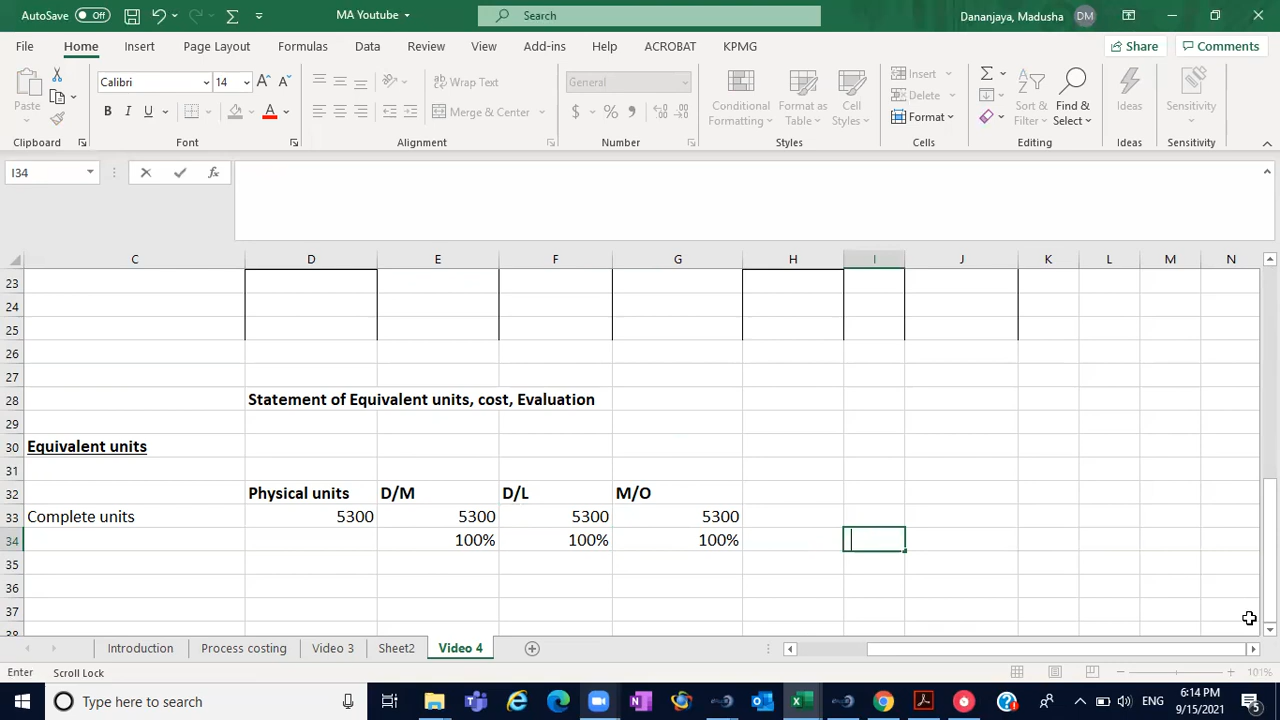 AutoSave Off MA Youtube Search Dananjaya, Madusha DM
File Home Insert Page Layout Formulas Data Review View Add-ins Help ACROBAT KPMG Share Comments
Paste Calibri 14 A A Wrap Text General Conditional Formatting Format as Table Cell Styles Insert Delete Format Sort & Filter Find & Select Ideas Sensitivity
B I U A Merge & Center $ %
Clipboard Font Alignment Number Styles Cells Editing Ideas Sensitivity
I34 fx
C D E F G H I J K L M N
23
24
25
26
27
28 Statement of Equivalent units, cost, Evaluation
29
30 Equivalent units
31
32 Physical units D/M D/L M/O
33 Complete units 5300 5300 5300 5300
34 100% 100% 100%
35
36
37
38
Introduction Process costing Video 3 Sheet2 Video 4
Enter Scroll Lock 101%
Type here to search ENG 6:14 PM 9/15/2021 5